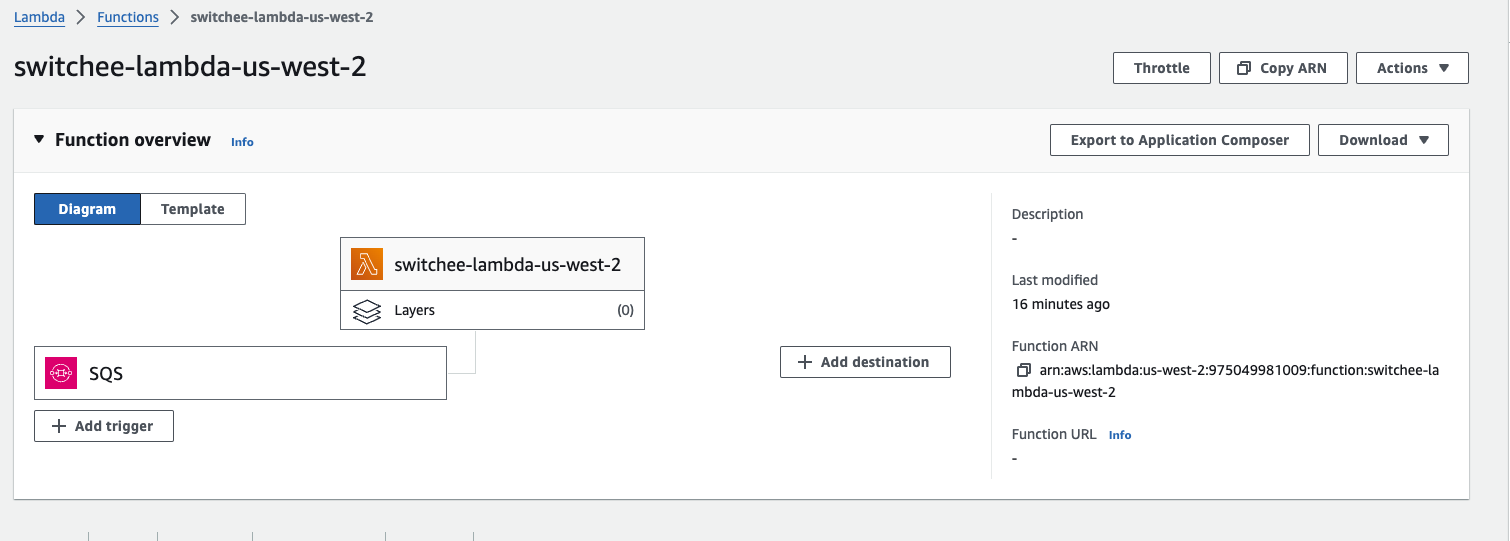 Lambda > Functions > switchee-lambda-us-west-2
switchee-lambda-us-west-2
Throttle
Copy ARN
Actions
Function overview Info
Export to Application Composer
Download
Diagram
Template
switchee-lambda-us-west-2
Layers (0)
SQS
+ Add destination
+ Add trigger
Description
-
Last modified
16 minutes ago
Function ARN
arn:aws:lambda:us-west-2:975049981009:function:switchee-la
mbda-us-west-2
Function URL Info
-